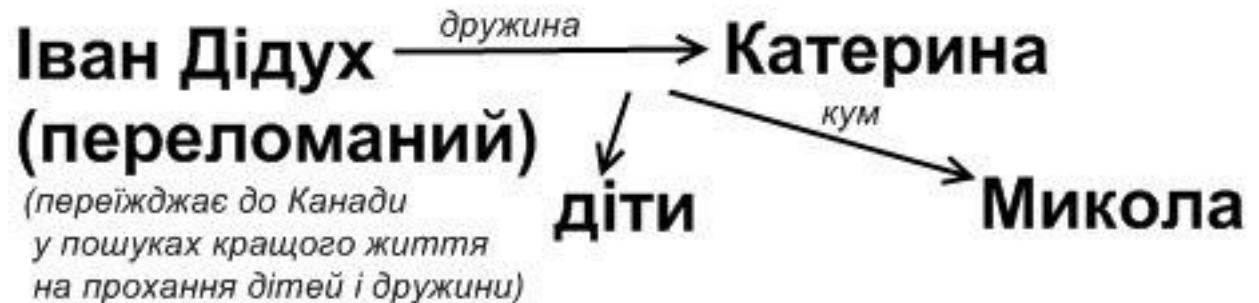 дружина
Іван Дідух Катерина
(переломаний) кум
(переїжджає до Канади
у пошуках кращого життя
на прохання дітей і дружини)
діти Микола